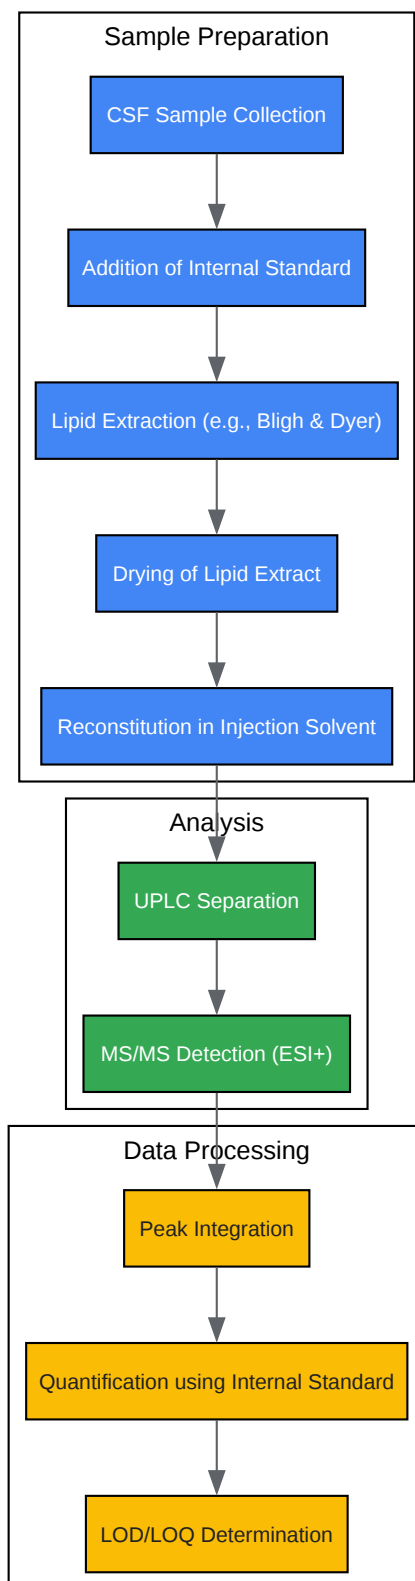 Sample Preparation
CSF Sample Collection
Addition of Internal Standard
Lipid Extraction (e.g., Bligh & Dyer)
Drying of Lipid Extract
Reconstitution in Injection Solvent
Analysis
UPLC Separation
MS/MS Detection (ESI+)
Data Processing
Peak Integration
Quantification using Internal Standard
LOD/LOQ Determination